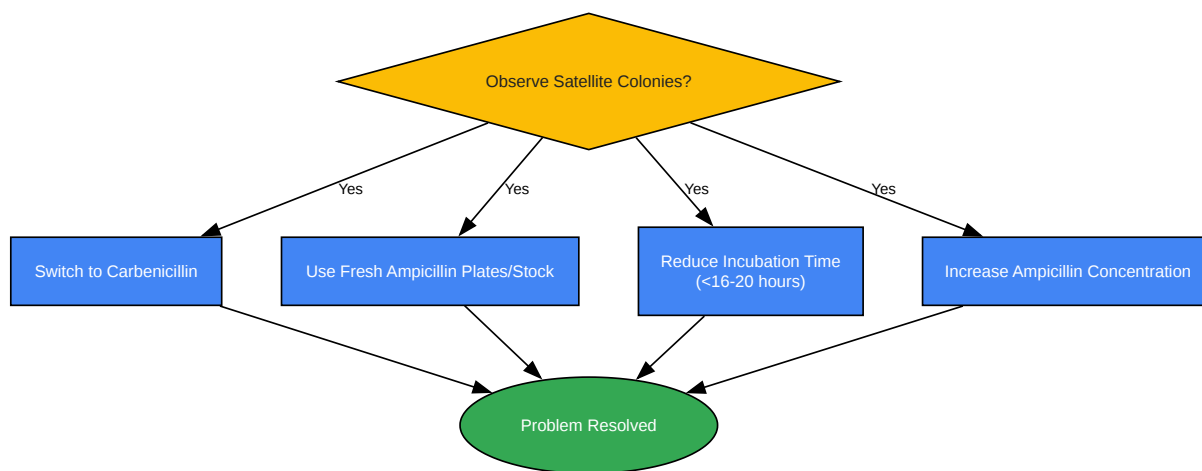 Observe Satellite Colonies?
Yes
Yes
Yes
Yes
Switch to Carbenicillin
Use Fresh Ampicillin Plates/Stock
Reduce Incubation Time
(<16-20 hours)
Increase Ampicillin Concentration
Problem Resolved